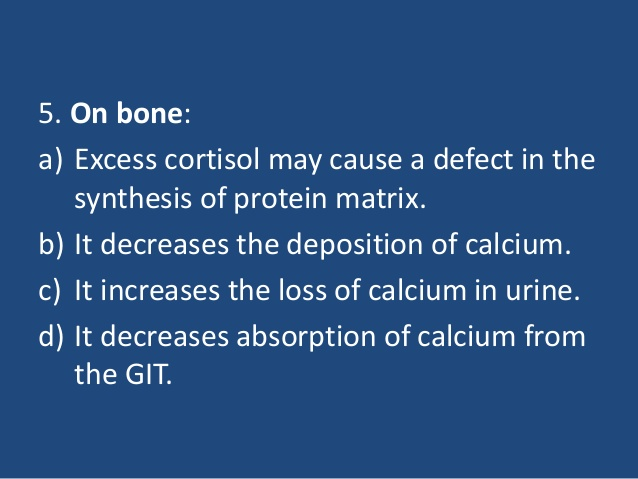 5. On bone:
a) Excess cortisol may cause a defect in the
synthesis of protein matrix.
b) It decreases the deposition of calcium.
c) It increases the loss of calcium in urine.
d) It decreases absorption of calcium from
the GIT.